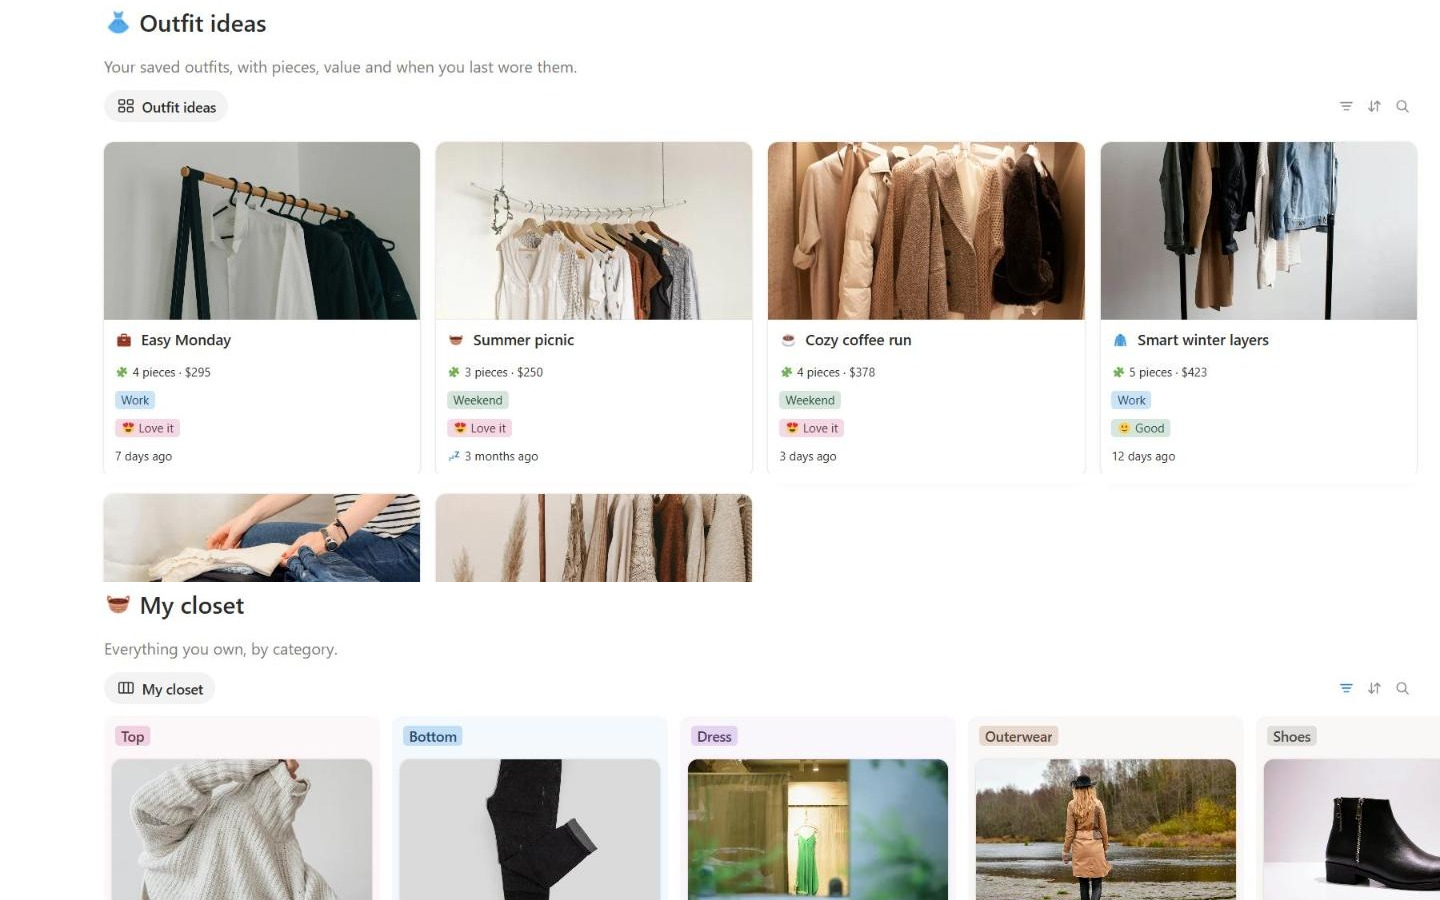 Outfit ideas
Your saved outfits, with pieces, value and when you last wore them.
Outfit ideas
Easy Monday
4 pieces · $295
Work
😍 Love it
7 days ago
Summer picnic
3 pieces · $250
Weekend
😍 Love it
💤 3 months ago
Cozy coffee run
4 pieces · $378
Weekend
😍 Love it
3 days ago
Smart winter layers
5 pieces · $423
Work
🙂 Good
12 days ago
My closet
Everything you own, by category.
My closet
Top
Bottom
Dress
Outerwear
Shoes